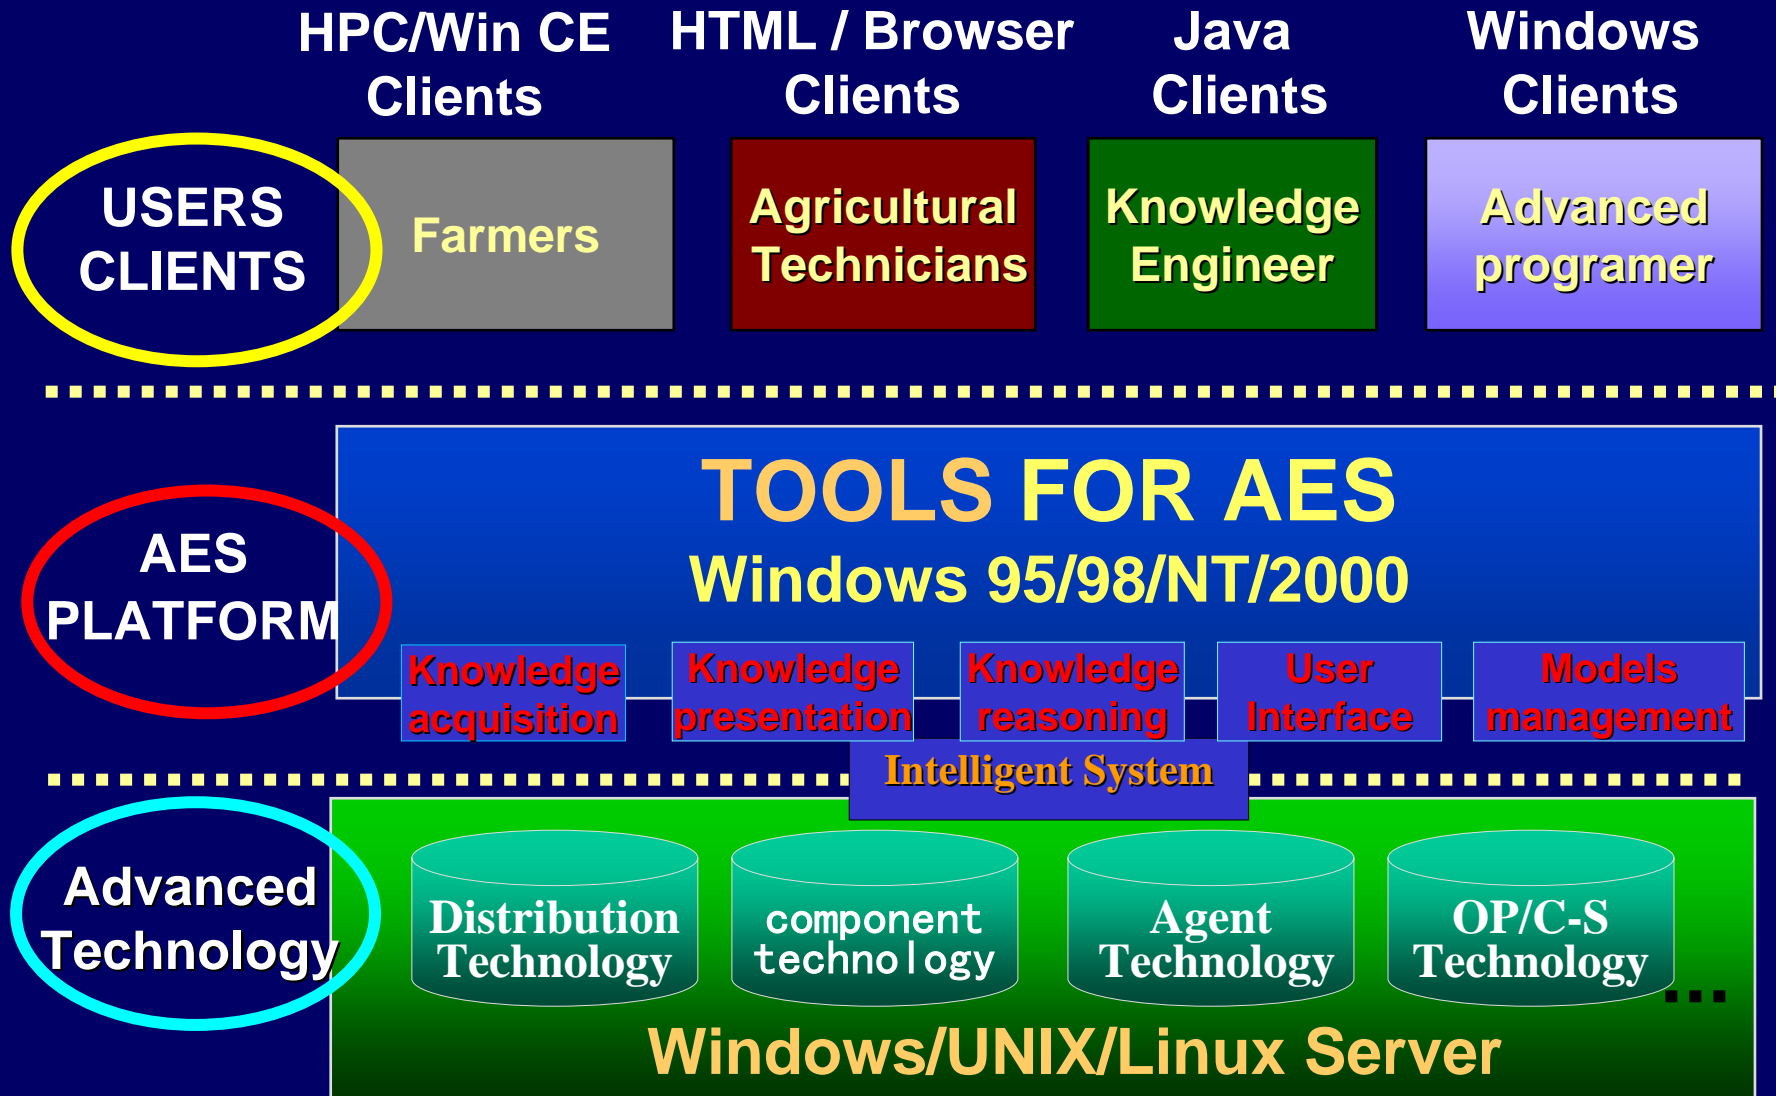 HPC/Win CE
Clients
HTML / Browser
Clients
Java
Clients
Windows
Clients
USERS
CLIENTS
Farmers
Agricultural
Technicians
Knowledge
Engineer
Advanced
programer
AES
PLATFORM
TOOLS FOR AES
Windows 95/98/NT/2000
Knowledge
acquisition
Knowledge
presentation
Knowledge
reasoning
User
Interface
Models
management
Intelligent System
Advanced
Technology
Distribution
Technology
component
technology
Agent
Technology
OP/C-S
Technology
...
Windows/UNIX/Linux Server